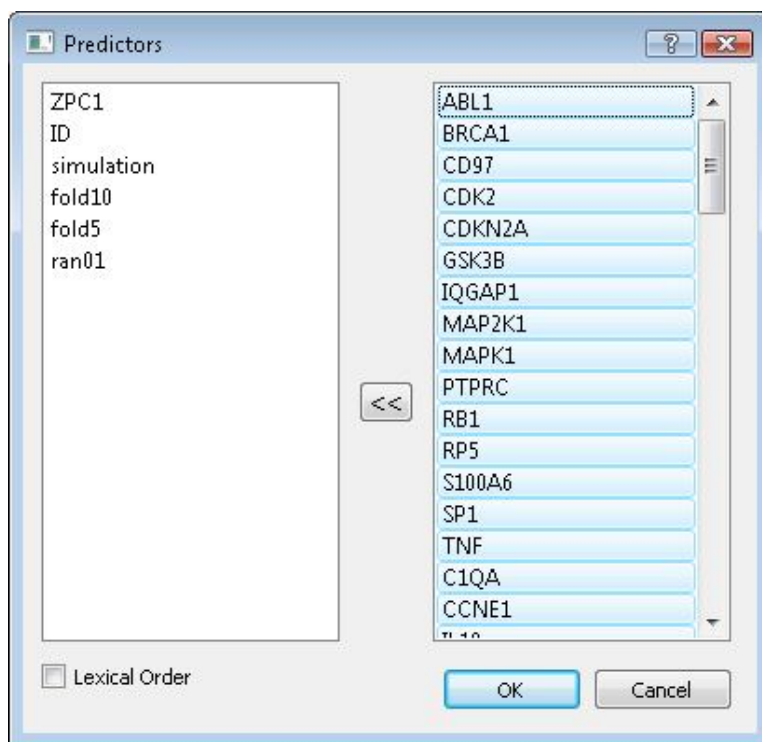 Predictors
ZPC1
ID
simulation
fold10
fold5
ran01
<<
ABL1
BRCA1
CD97
CDK2
CDKN2A
GSK3B
IQGAP1
MAP2K1
MAPK1
PTPRC
RB1
RP5
S100A6
SP1
TNF
C1QA
CCNE1
Lexical Order
OK
Cancel